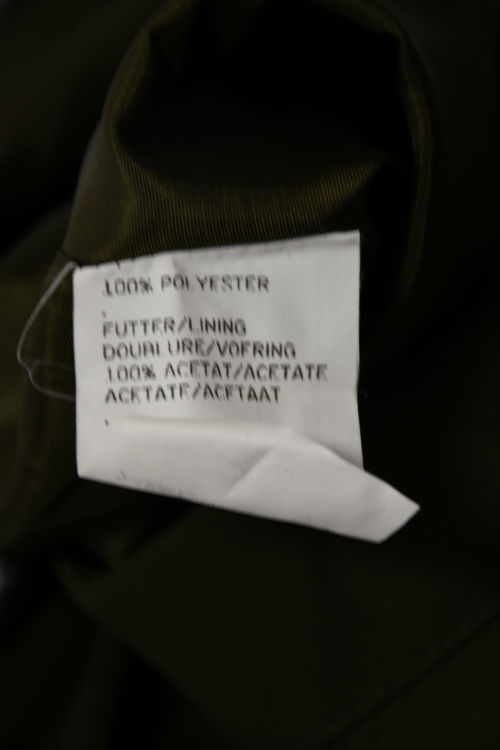 100% POLYESTER
FUTTER/LINING
DOUBLURE/VOERING
100% ACETAT/ACETATE
ACETATE/ACETAAT